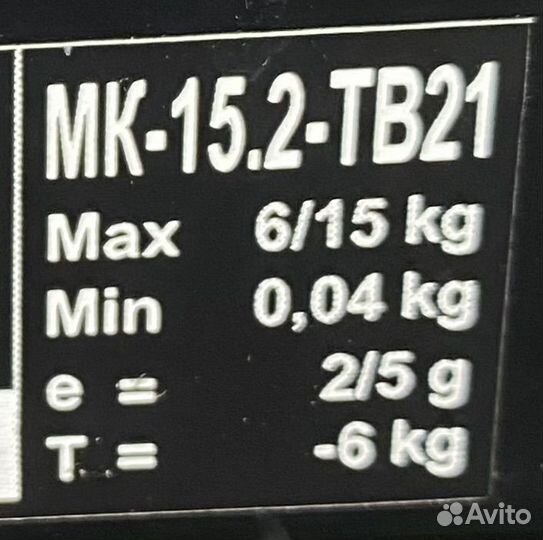 МК-15.2-ТВ21
Max 6/15 kg
Min 0,04 kg
e = 2/5 g
T = -6 kg
Avito